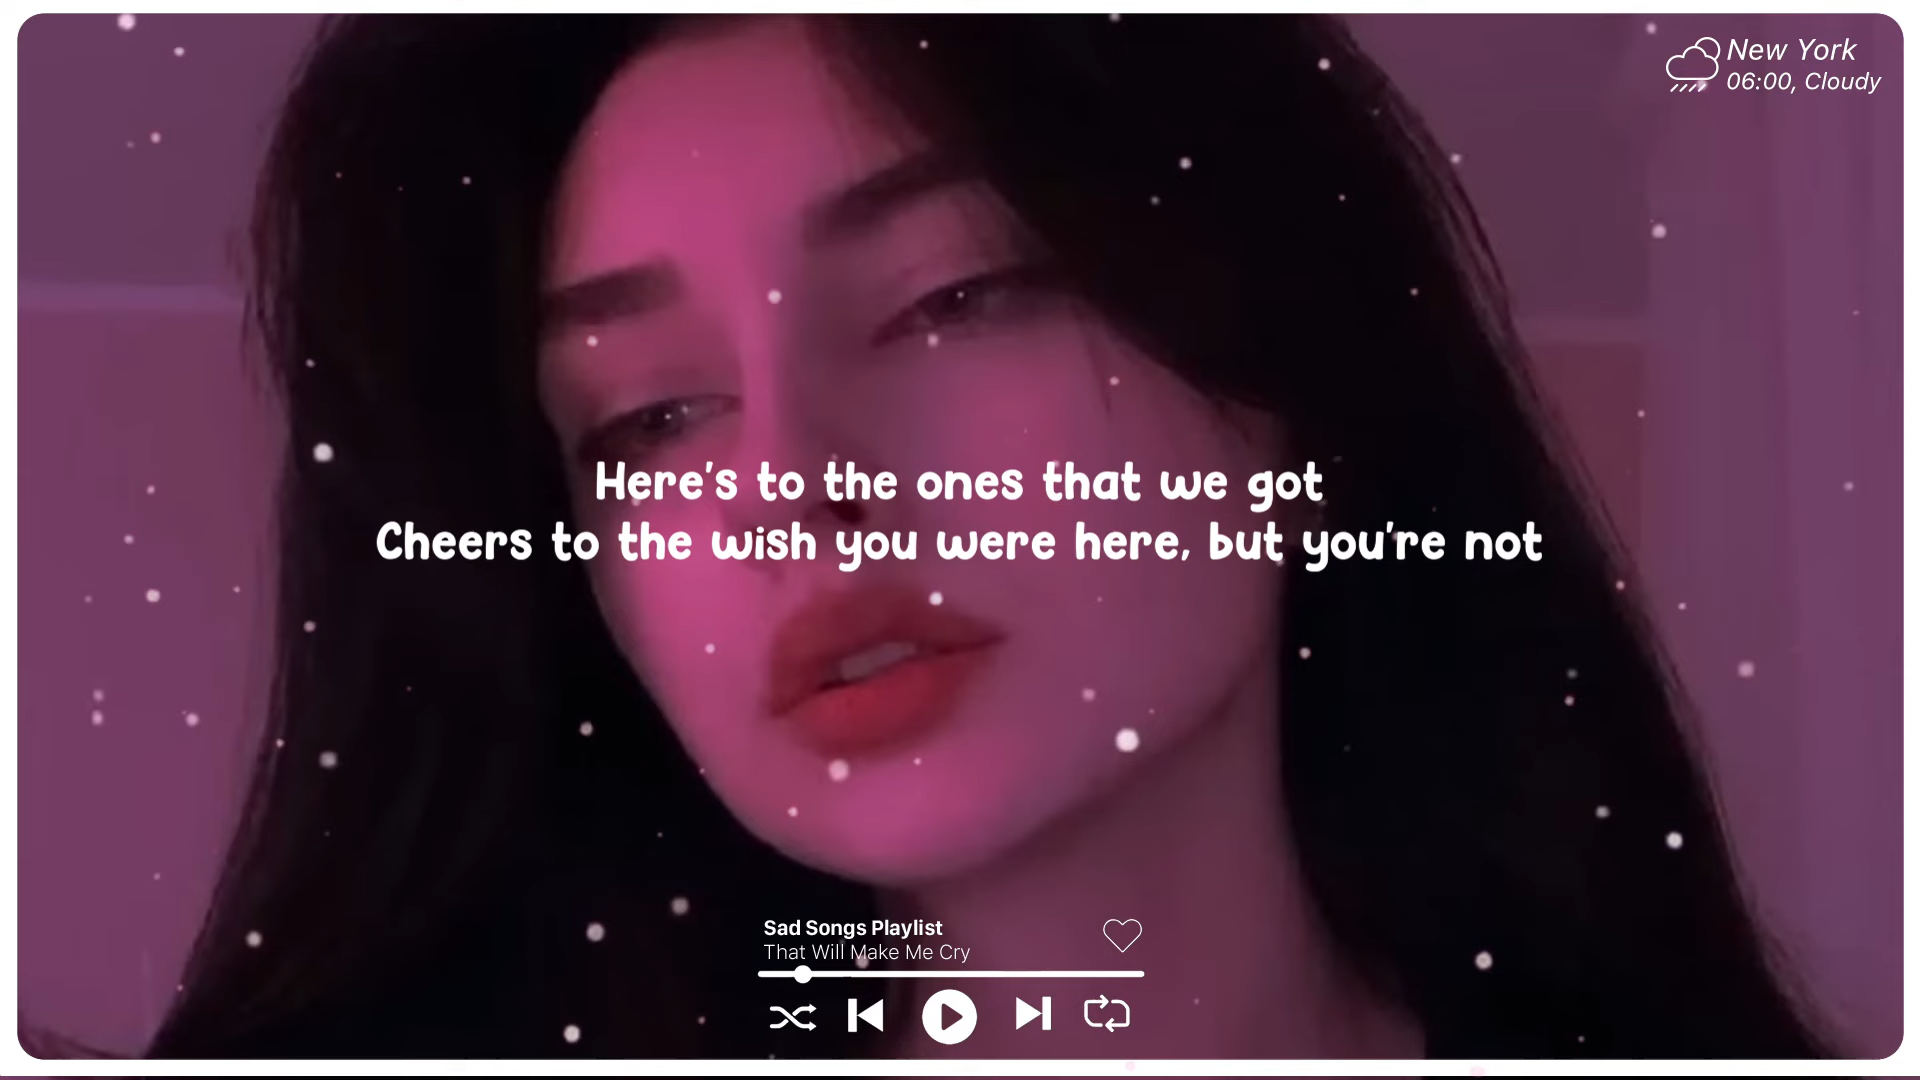 New York
06:00, Cloudy
Here's to the ones that we got
Cheers to the wish you were here, but you're not
Sad Songs Playlist
That Will Make Me Cry